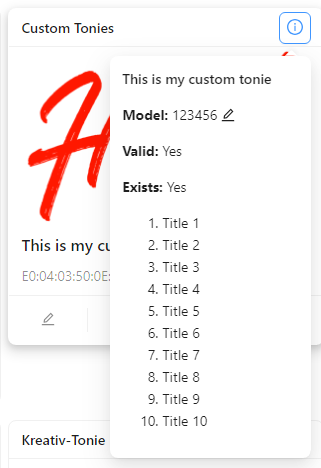 Custom Tonies
This is my custom tonie
Model: 123456
Valid: Yes
Exists: Yes
1. Title 1
2. Title 2
3. Title 3
4. Title 4
5. Title 5
6. Title 6
7. Title 7
8. Title 8
9. Title 9
10. Title 10
H
This is my cu
E0:04:03:50:0E:
Kreativ-Tonie